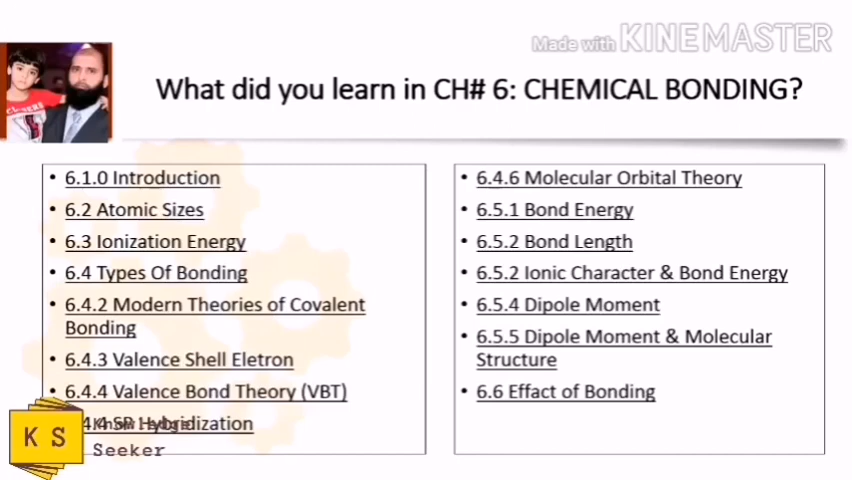 Made with KINEMASTER
What did you learn in CH# 6: CHEMICAL BONDING?
• 6.1.0 Introduction
• 6.2 Atomic Sizes
• 6.3 Ionization Energy
• 6.4 Types Of Bonding
• 6.4.2 Modern Theories of Covalent
Bonding
• 6.4.3 Valence Shell Eletron
• 6.4.4 Valence Bond Theory (VBT)
4.4 SP Hybridization
• 6.4.6 Molecular Orbital Theory
• 6.5.1 Bond Energy
• 6.5.2 Bond Length
• 6.5.2 Ionic Character & Bond Energy
• 6.5.4 Dipole Moment
• 6.5.5 Dipole Moment & Molecular
Structure
• 6.6 Effact of Bonding
K S
Seeker